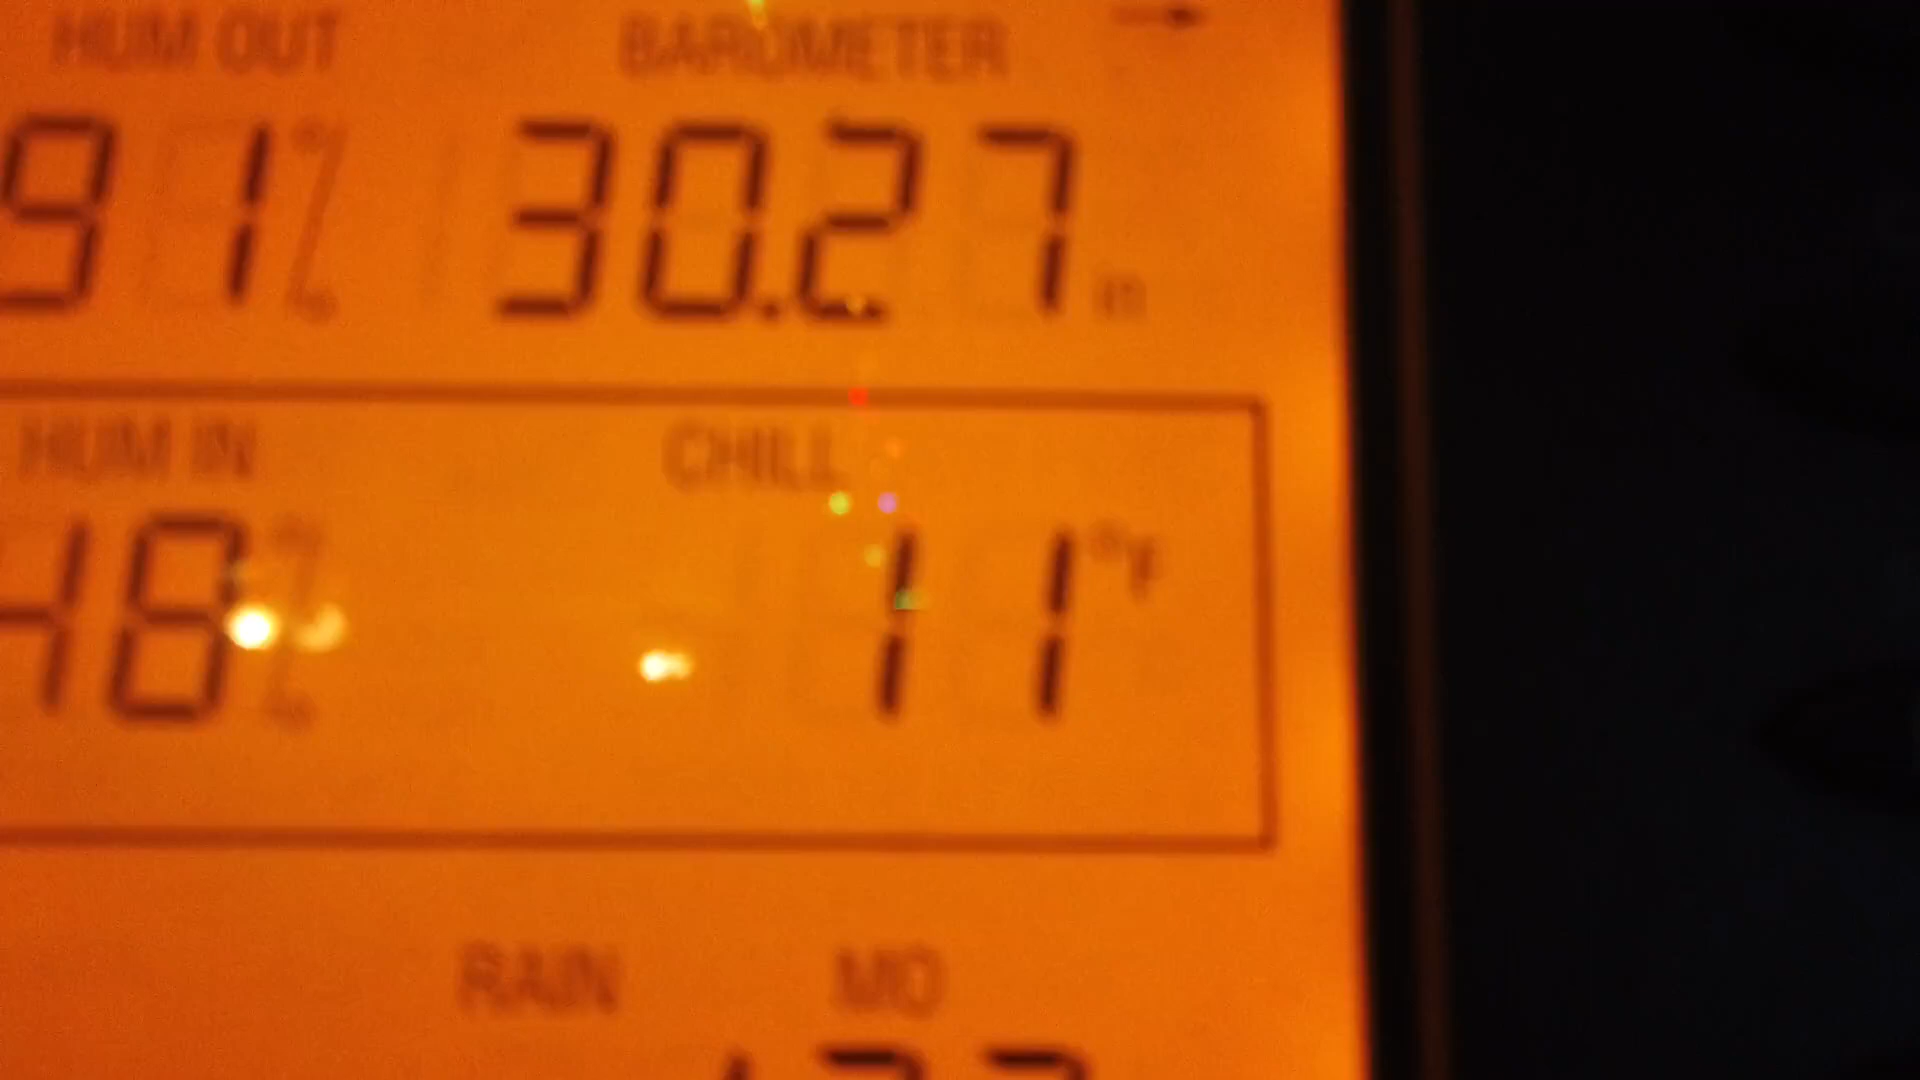 HUM OUT BAROMETER
91% 30.27 in
HUM IN CHILL
48% 11°F
RAIN MO